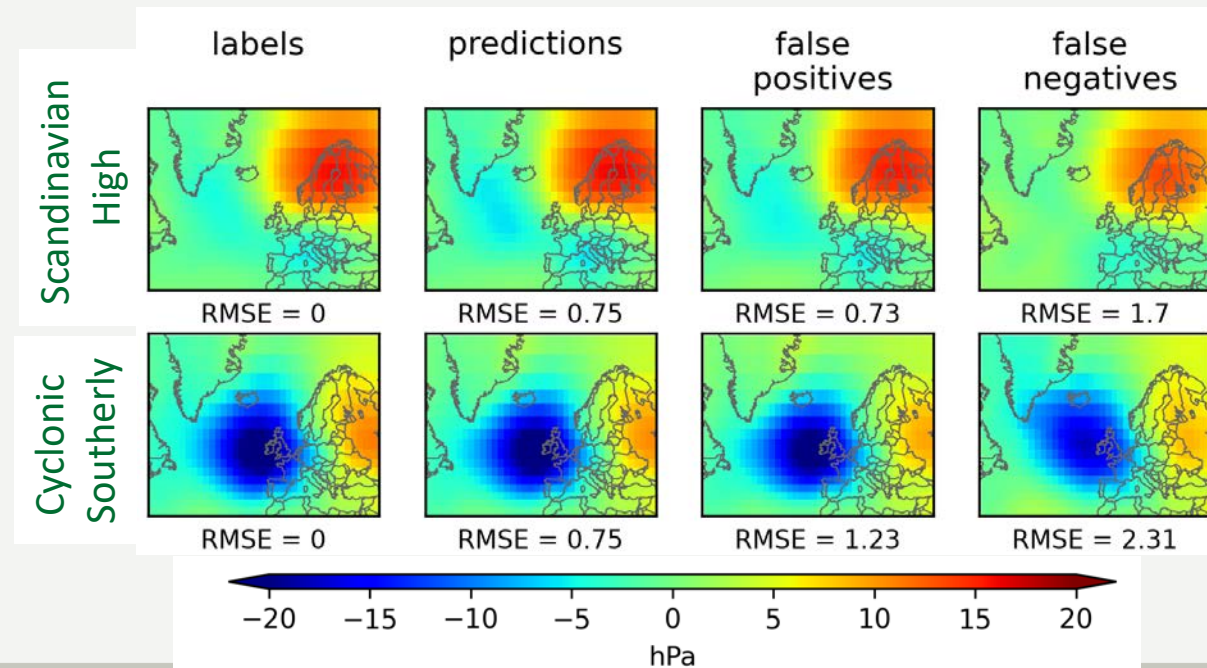 labels
predictions
false
positives
false
negatives
Scandinavian
High
RMSE = 0
RMSE = 0.75
RMSE = 0.73
RMSE = 1.7
Cyclonic
Southerly
RMSE = 0
RMSE = 0.75
RMSE = 1.23
RMSE = 2.31
−20 −15 −10 −5 0 5 10 15 20
hPa